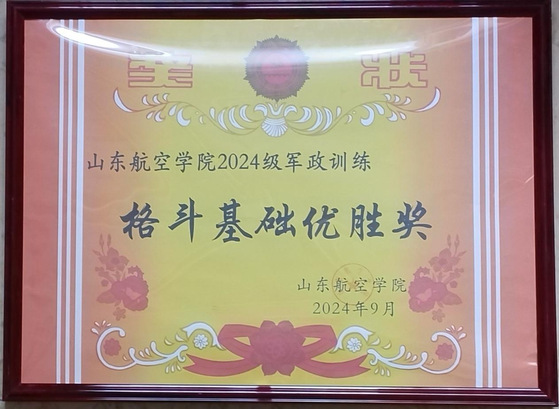 奖 状
山东航空学院2024级军政训练
格斗基础优胜奖
山东航空学院
2024年9月